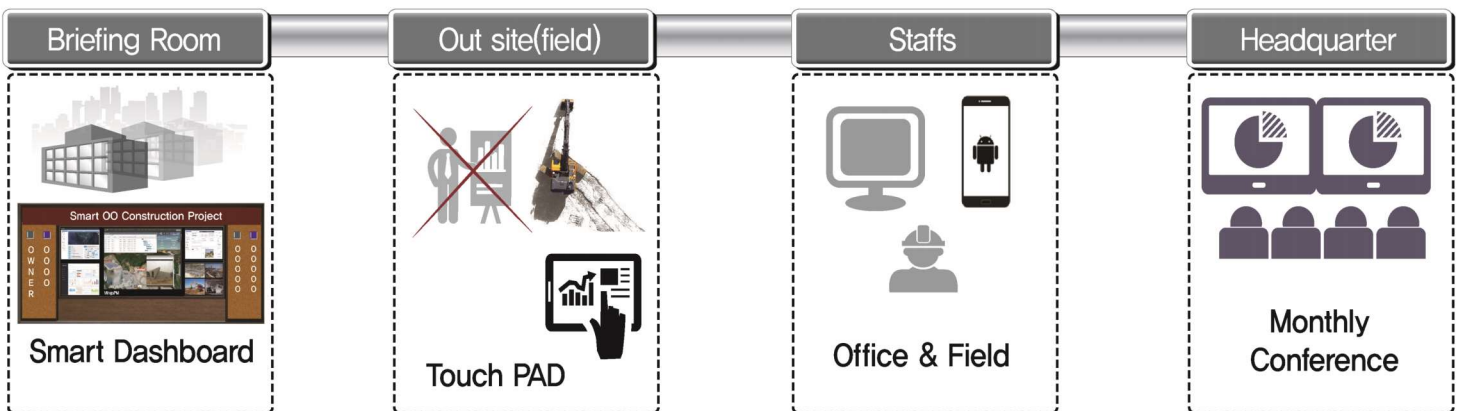 Briefing Room
Out site(field)
Staffs
Headquarter
Smart OO Construction Project
OWNER
OOOO
OOOOO
OOOO
Smart Dashboard
Touch PAD
Office & Field
Monthly
Conference